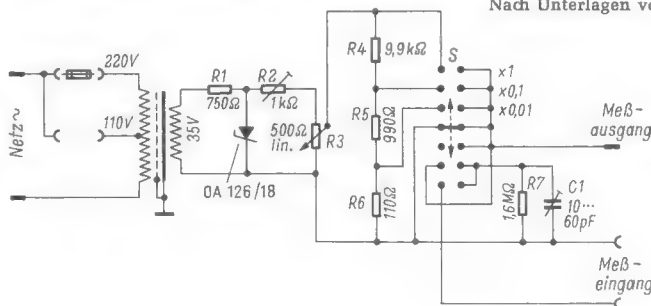 Nach Unterlagen ve
220V
110V
Netz~
35V
R1
750Ω
R2
1kΩ
500Ω
lin.
R3
OA 126/18
R4
9,9kΩ
R5
990Ω
R6
110Ω
S
x1
x0,1
x0,01
Meß-
ausgang
R7
1,6MΩ
C1
10...
60pF
Meß-
eingang